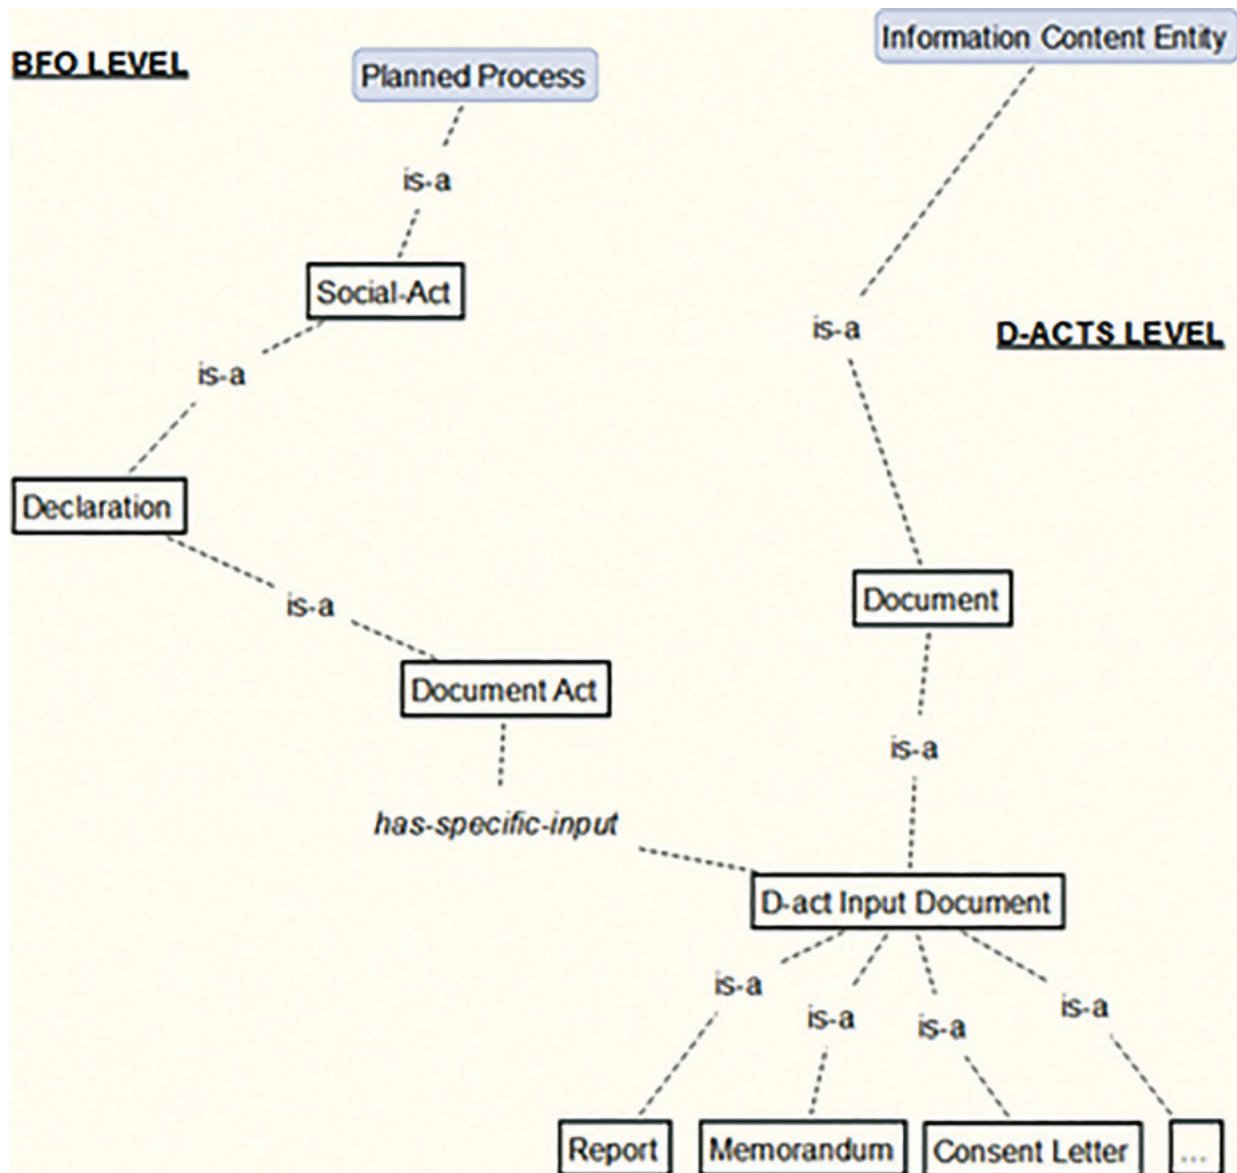 Information Content Entity
BFO LEVEL
Planned Process
is-a
Social-Act
is-a
D-ACTS LEVEL
is-a
Declaration
Document
is-a
Document Act
is-a
has-specific-input
D-act Input Document
is-a
is-a
is-a
is-a
Report
Memorandum
Consent Letter
...